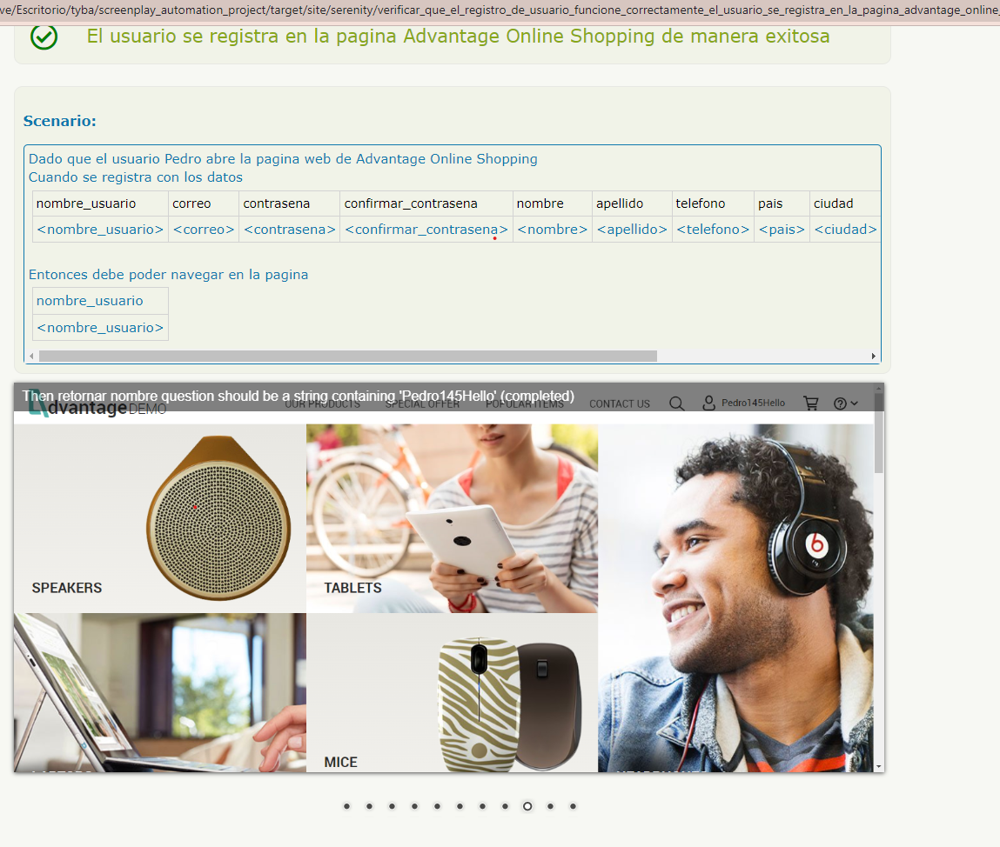 ve/Escritorio/tyba/screenplay_automation_project/target/site/serenity/verificar_que_el_registro_de_usuario_funcione_correctamente_el_usuario_se_registra_en_la_pagina_advantage_online_
El usuario se registra en la pagina Advantage Online Shopping de manera exitosa
Scenario:
Dado que el usuario Pedro abre la pagina web de Advantage Online Shopping
Cuando se registra con los datos
nombre_usuario correo contrasena confirmar_contrasena nombre apellido telefono pais ciudad
<nombre_usuario> <correo> <contrasena> <confirmar_contrasena> <nombre> <apellido> <telefono> <pais> <ciudad>
Entonces debe poder navegar en la pagina
nombre_usuario
<nombre_usuario>
Then retornar nombre question should be a string containing 'Pedro145Hello' (completed)
dvantage DEMO OUR PRODUCTS SPECIAL OFFER POPULAR ITEMS CONTACT US Pedro145Hello
SPEAKERS
TABLETS
MICE
LAPTOPS
HEADPHONES